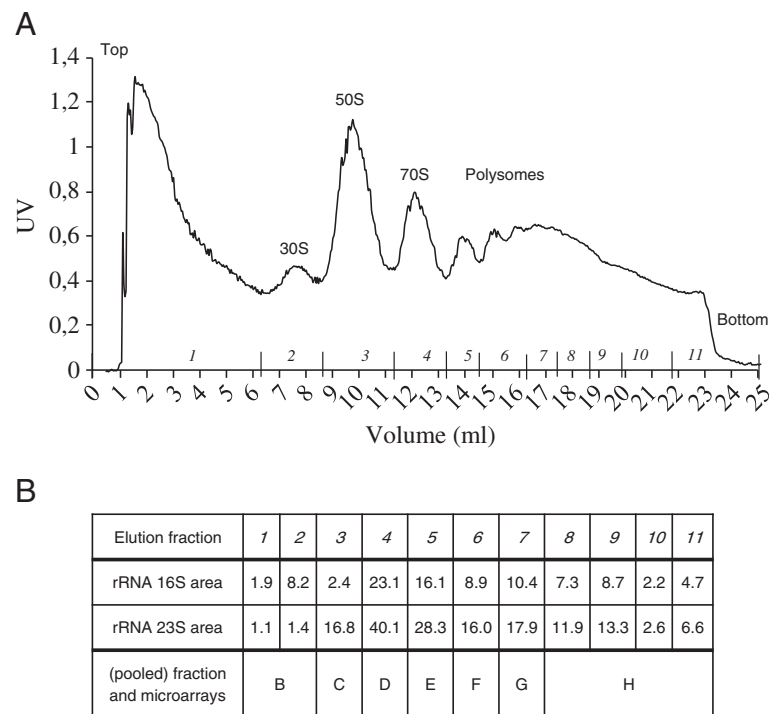 A
Top
1,4
1,2
1
0,8
0,6
0,4
0,2
0
UV
30S
50S
70S
Polysomes
Bottom
1 2 3 4 5 6 7 8 9 10 11
0 1 2 3 4 5 6 7 8 9 10 11 12 13 14 15 16 17 18 19 20 21 22 23 24 25
Volume (ml)
B
Elution fraction 1 2 3 4 5 6 7 8 9 10 11
rRNA 16S area 1.9 8.2 2.4 23.1 16.1 8.9 10.4 7.3 8.7 2.2 4.7
rRNA 23S area 1.1 1.4 16.8 40.1 28.3 16.0 17.9 11.9 13.3 2.6 6.6
(pooled) fraction
and microarrays B C D E F G H